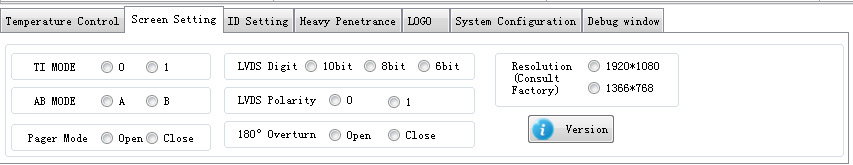 Temperature Control Screen Setting ID Setting Heavy Penetrance LOGO System Configuration Debug window
TI MODE 0 1
AB MODE A B
Pager Mode Open Close
LVDS Digit 10bit 8bit 6bit
LVDS Polarity 0 1
180° Overturn Open Close
Resolution
(Consult
Factory)
1920*1080
1366*768
Version